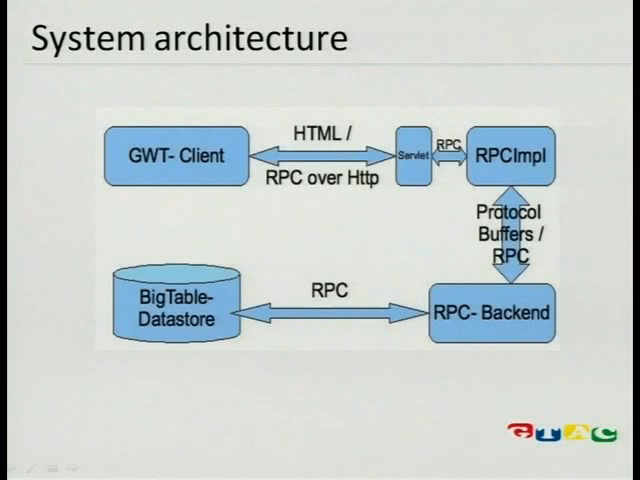 System architecture
GWT- Client
HTML /
RPC over Http
Servlet
RPC
RPCImpl
Protocol
Buffers /
RPC
BigTable-
Datastore
RPC
RPC- Backend
GTAC